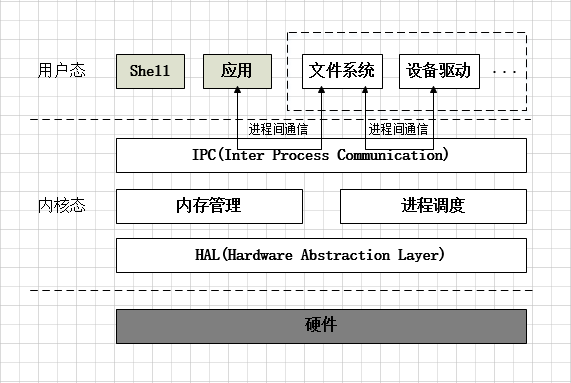 用户态
Shell
应用
文件系统
设备驱动
...
进程间通信
进程间通信
IPC(Inter Process Communication)
内核态
内存管理
进程调度
HAL(Hardware Abstraction Layer)
硬件